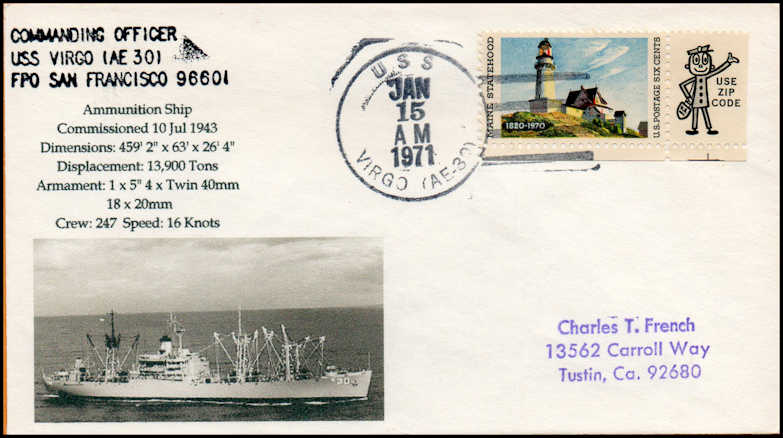 COMMANDING OFFICER
USS VIRGO (AE 30)
FPO SAN FRANCISCO 96601
Ammunition Ship
Commissioned 10 Jul 1943
Dimensions: 459' 2" x 63' x 26' 4"
Displacement: 13,900 Tons
Armament: 1 x 5" 4 x Twin 40mm
18 x 20mm
Crew: 247 Speed: 16 Knots
USS
JAN
15
AM
1971
VIRGO (AE-30)
MAINE STATEHOOD
1820-1970
U.S. POSTAGE SIX CENTS
USE
ZIP
CODE
30
Charles T. French
13562 Carroll Way
Tustin, Ca. 92680